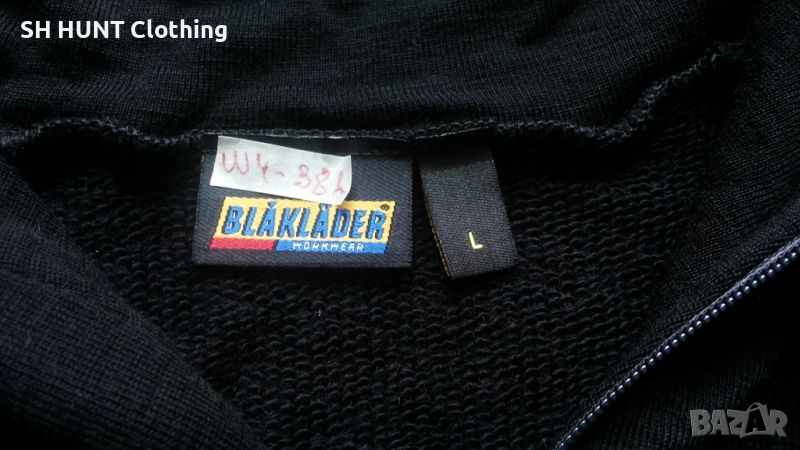 SH HUNT Clothing
W4-381
BLÅKLÄDER®
WORKWEAR
L
BAZAR